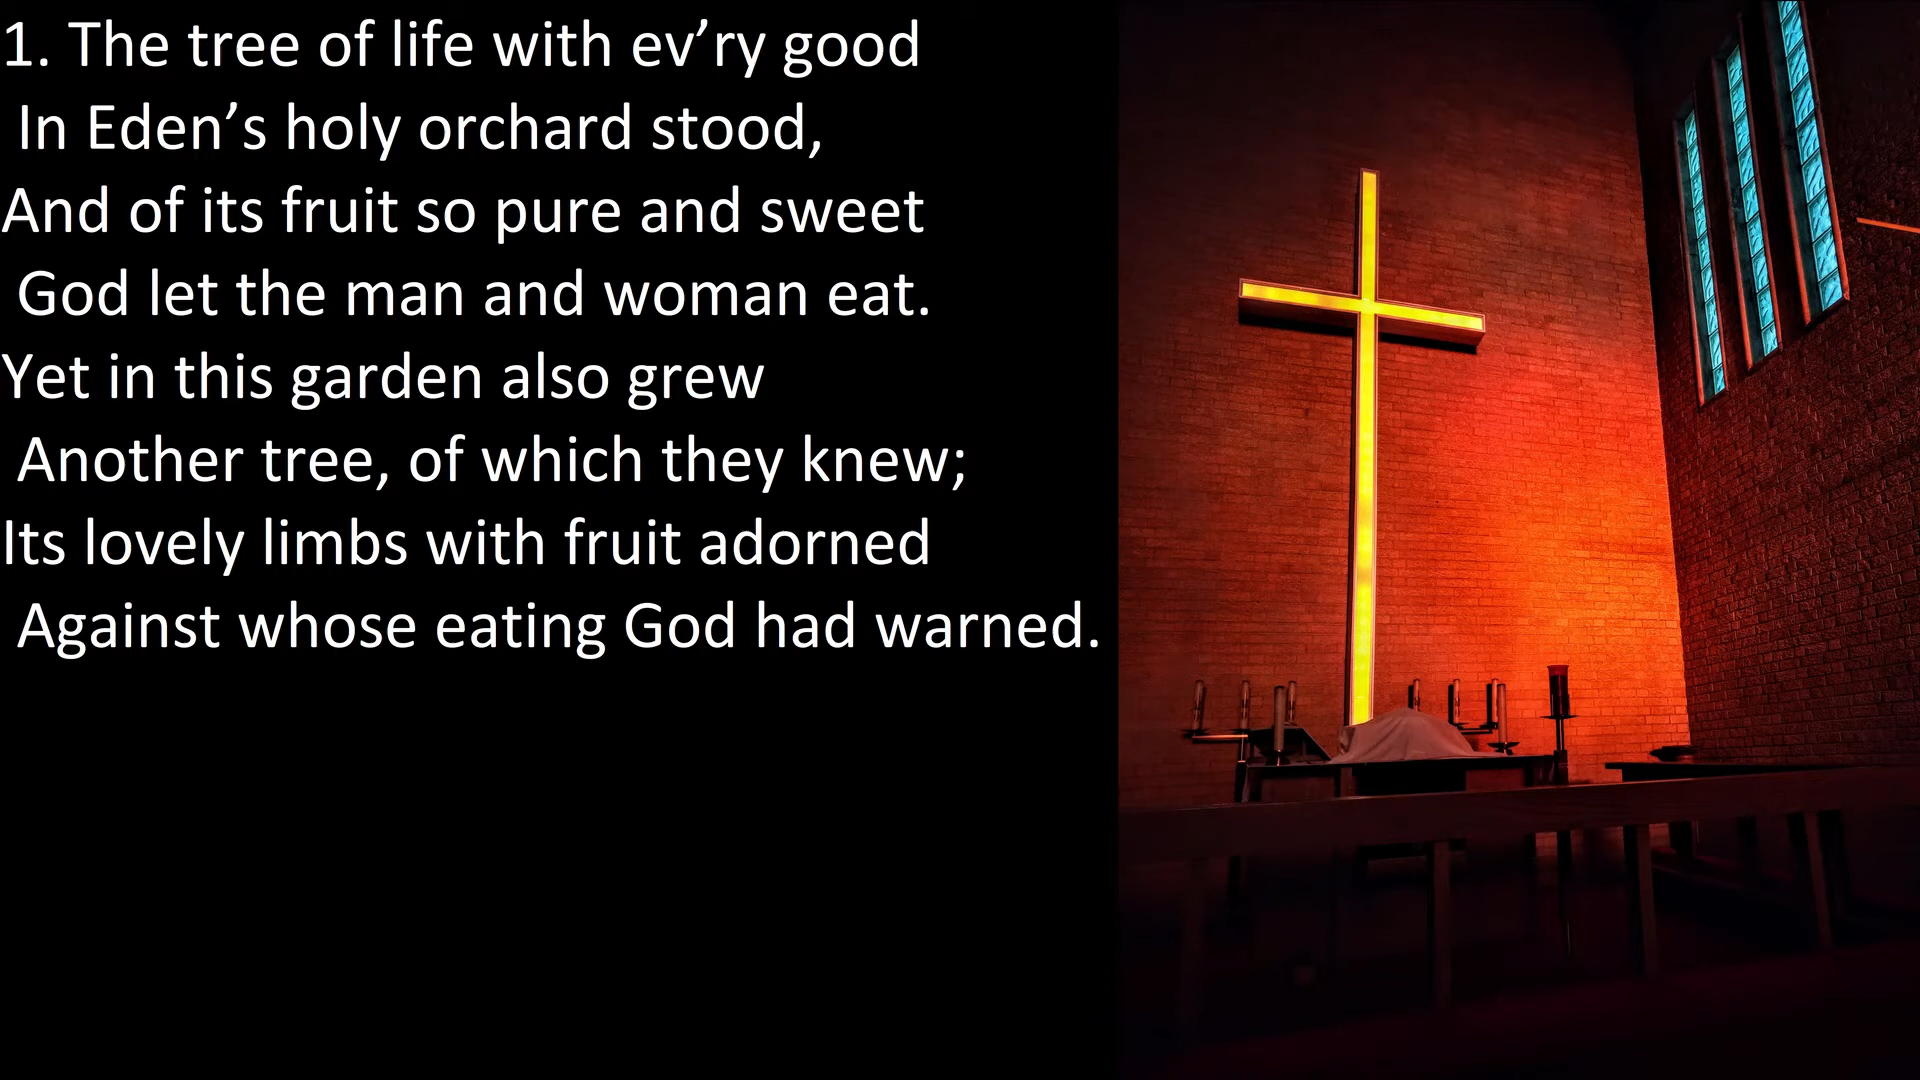 1. The tree of life with ev’ry good
In Eden’s holy orchard stood,
And of its fruit so pure and sweet
God let the man and woman eat.
Yet in this garden also grew
Another tree, of which they knew;
Its lovely limbs with fruit adorned
Against whose eating God had warned.